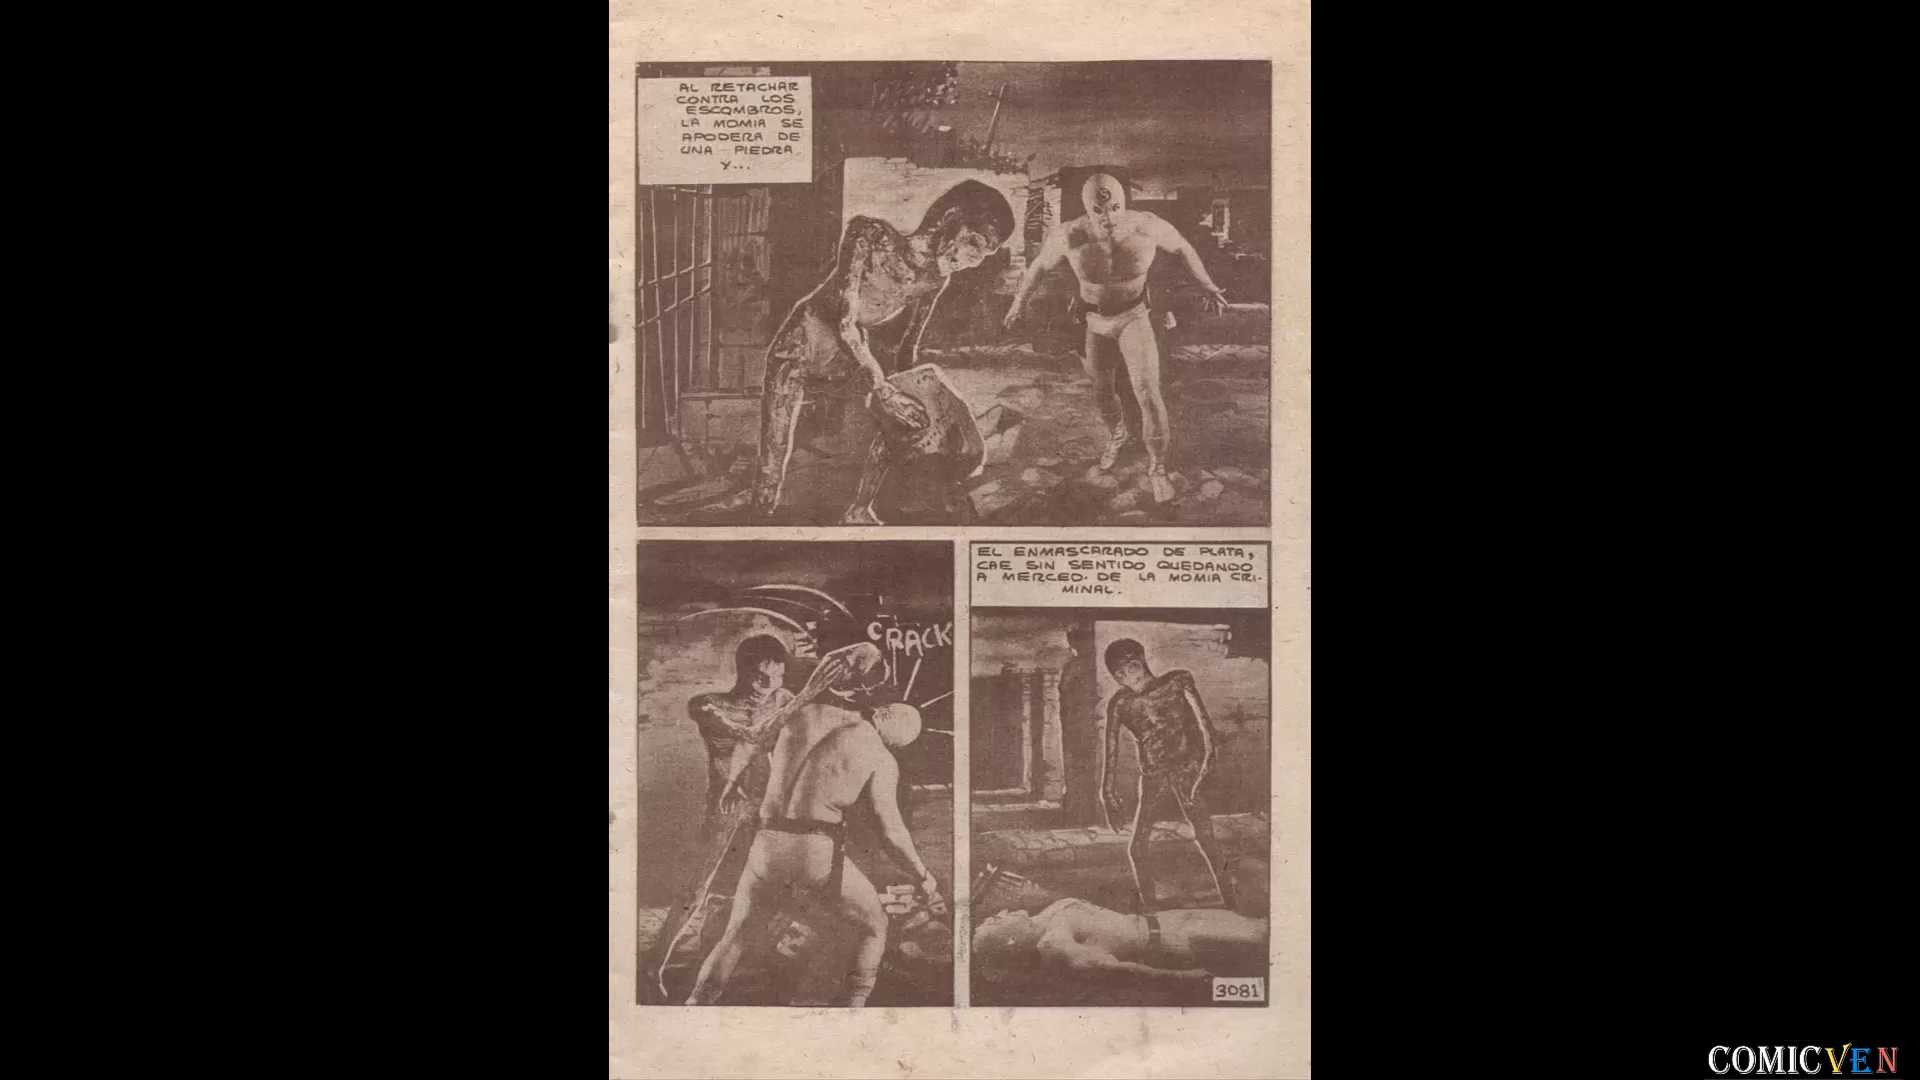 AL RETACHAR
CONTRA LOS
ESCOMBROS,
LA MOMIA SE
APODERA DE
UNA PIEDRA
Y...
CRACK
EL ENMASCARADO DE PLATA,
CAE SIN SENTIDO QUEDANDO
A MERCED. DE LA MOMIA CRI-
MINAL.
3081
COMICVEN